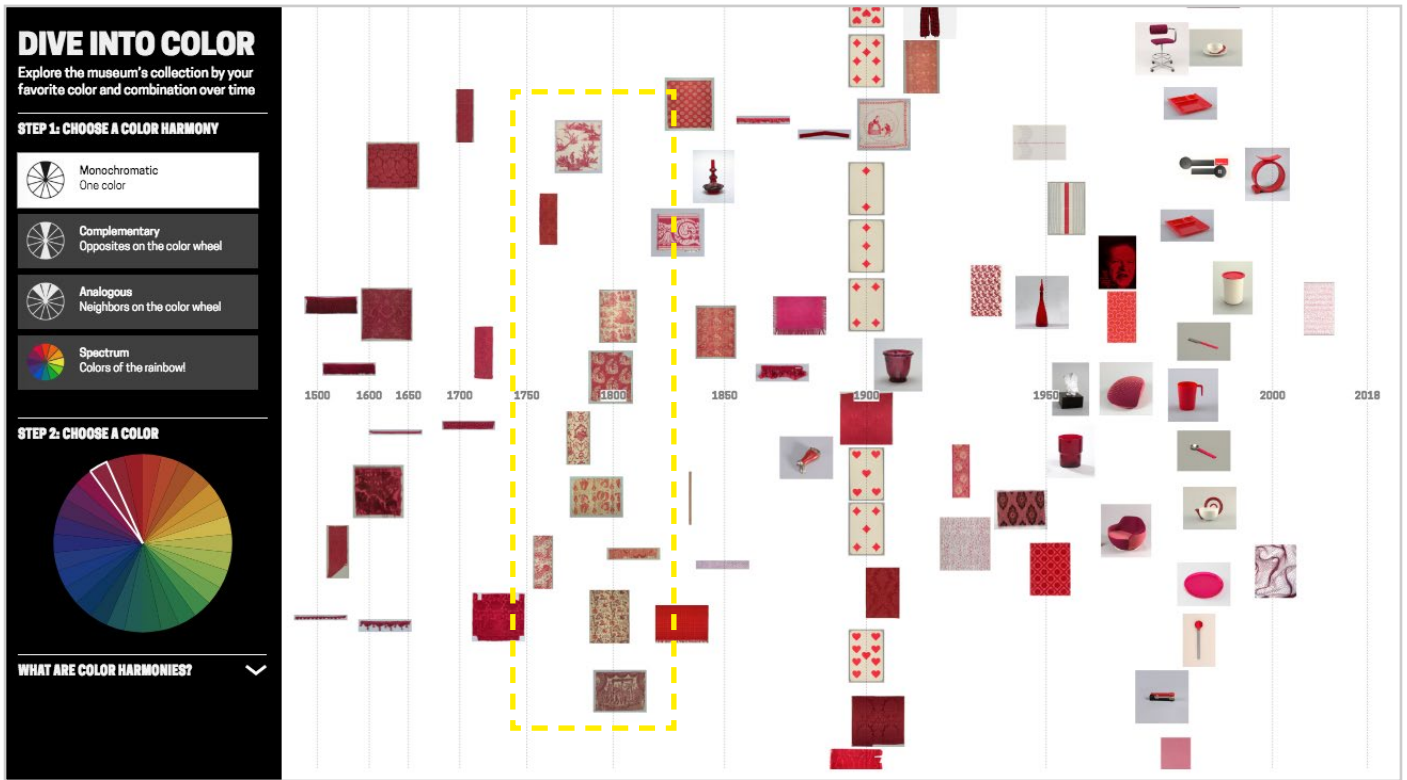 DIVE INTO COLOR
Explore the museum's collection by your
favorite color and combination over time
STEP 1: CHOOSE A COLOR HARMONY
Monochromatic
One color
Complementary
Opposites on the color wheel
Analogous
Neighbors on the color wheel
Spectrum
Colors of the rainbow!
STEP 2: CHOOSE A COLOR
WHAT ARE COLOR HARMONIES?
1500 1600 1650 1700 1750 1800 1850 1900 1950 2000 2018